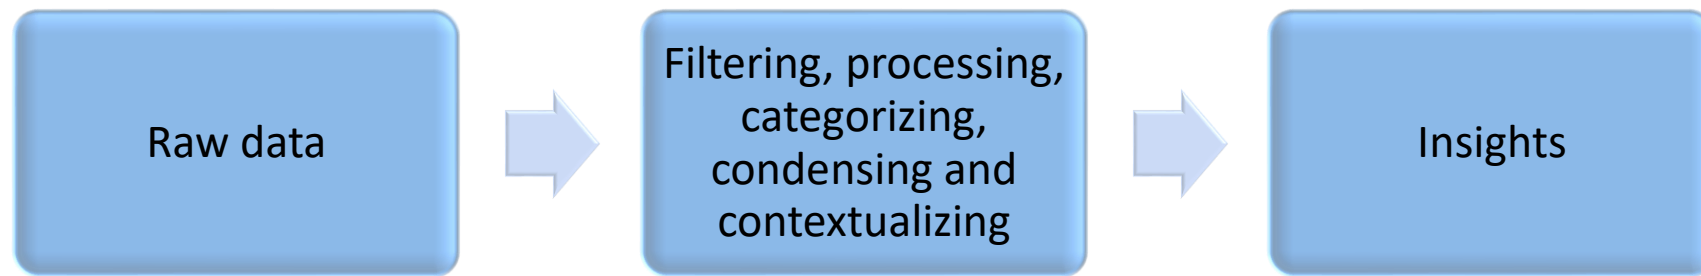 Raw data
Filtering, processing,
categorizing,
condensing and
contextualizing
Insights